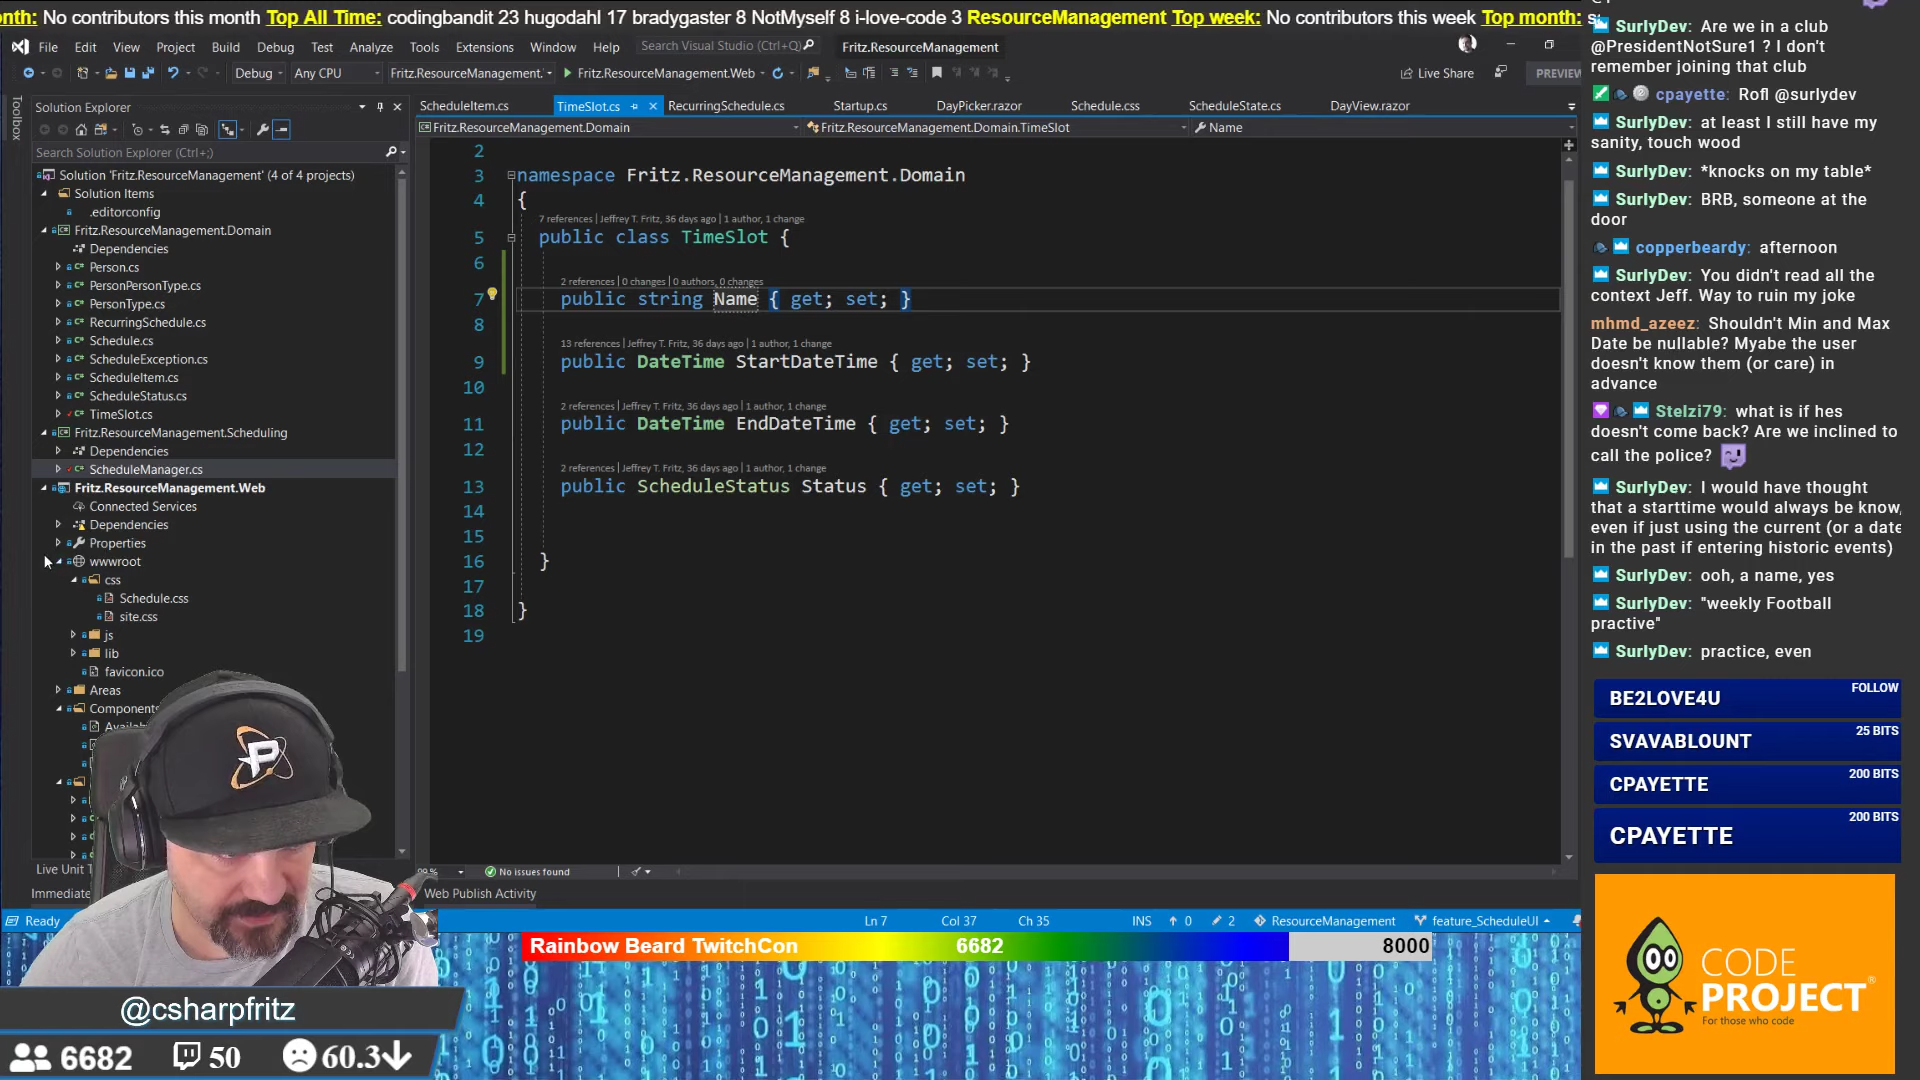 onth: No contributors this month Top All Time: codingbandit 23 hugodahl 17 bradygaster 8 NotMyself 8 i-love-code 3 ResourceManagement Top week: No contributors this week Top month: s
File Edit View Project Build Debug Test Analyze Tools Extensions Window Help Search Visual Studio (Ctrl+Q) Fritz.ResourceManagement
Debug Any CPU Fritz.ResourceManagement. Fritz.ResourceManagement.Web Live Share PREVIEW
Toolbox
Solution Explorer
Search Solution Explorer (Ctrl+;)
Solution 'Fritz.ResourceManagement' (4 of 4 projects)
Solution Items
.editorconfig
Fritz.ResourceManagement.Domain
Dependencies
Person.cs
PersonPersonType.cs
PersonType.cs
RecurringSchedule.cs
Schedule.cs
ScheduleException.cs
ScheduleItem.cs
ScheduleStatus.cs
TimeSlot.cs
Fritz.ResourceManagement.Scheduling
Dependencies
ScheduleManager.cs
Fritz.ResourceManagement.Web
Connected Services
Dependencies
Properties
wwwroot
css
Schedule.css
site.css
js
lib
favicon.ico
Areas
Components
Availab
Live Unit T
Immediate
ScheduleItem.cs TimeSlot.cs RecurringSchedule.cs Startup.cs DayPicker.razor Schedule.css ScheduleState.cs DayView.razor
Fritz.ResourceManagement.Domain Fritz.ResourceManagement.Domain.TimeSlot Name
2
3 namespace Fritz.ResourceManagement.Domain
4 {
7 references | Jeffrey T. Fritz, 36 days ago | 1 author, 1 change
5 public class TimeSlot {
6
2 references | 0 changes | 0 authors, 0 changes
7 public string Name { get; set; }
8
13 references | Jeffrey T. Fritz, 36 days ago | 1 author, 1 change
9 public DateTime StartDateTime { get; set; }
10
2 references | Jeffrey T. Fritz, 36 days ago | 1 author, 1 change
11 public DateTime EndDateTime { get; set; }
12
2 references | Jeffrey T. Fritz, 36 days ago | 1 author, 1 change
13 public ScheduleStatus Status { get; set; }
14
15
16 }
17
18 }
19
No issues found
Web Publish Activity
Ready Ln 7 Col 37 Ch 35 INS 0 2 ResourceManagement feature_ScheduleUI
Rainbow Beard TwitchCon 6682 8000
@csharpfritz
6682 50 60.3
SurlyDev: Are we in a club
@PresidentNotSure1 ? I don't
remember joining that club
cpayette: Rofl @surlydev
SurlyDev: at least I still have my
sanity, touch wood
SurlyDev: *knocks on my table*
SurlyDev: BRB, someone at the
door
copperbeardy: afternoon
SurlyDev: You didn't read all the
context Jeff. Way to ruin my joke
mhmd_azeez: Shouldn't Min and Max
Date be nullable? Myabe the user
doesn't know them (or care) in
advance
Stelzi79: what is if hes
doesn't come back? Are we inclined to
call the police?
SurlyDev: I would have thought
that a starttime would always be know,
even if just using the current (or a date
in the past if entering historic events)
SurlyDev: ooh, a name, yes
SurlyDev: "weekly Football
practive"
SurlyDev: practice, even
BE2LOVE4U FOLLOW
SVAVABLOUNT 25 BITS
CPAYETTE 200 BITS
CPAYETTE 200 BITS
CODE
PROJECT
For those who code